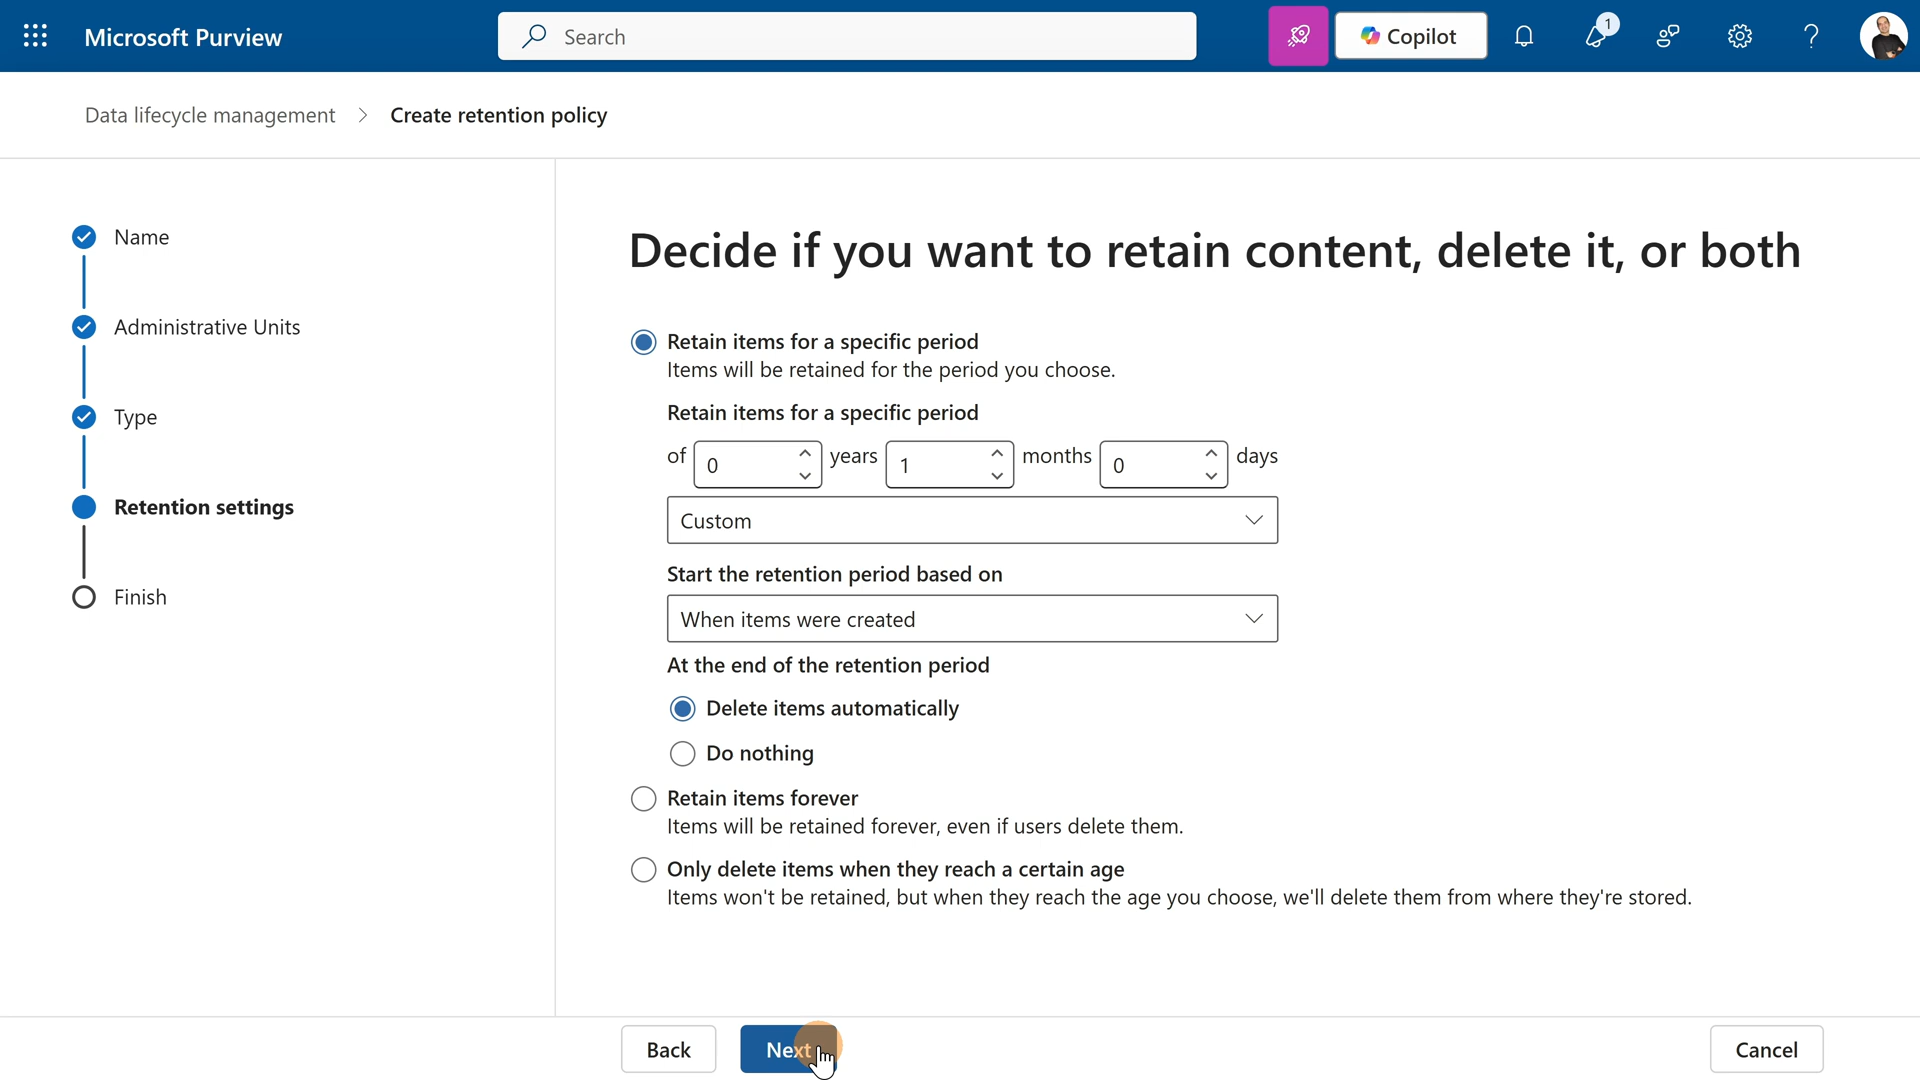 Microsoft Purview
Search
Copilot
1
Data lifecycle management > Create retention policy
Name
Administrative Units
Type
Retention settings
Finish
Decide if you want to retain content, delete it, or both
Retain items for a specific period
Items will be retained for the period you choose.
Retain items for a specific period
of 0 years 1 months 0 days
Custom
Start the retention period based on
When items were created
At the end of the retention period
Delete items automatically
Do nothing
Retain items forever
Items will be retained forever, even if users delete them.
Only delete items when they reach a certain age
Items won't be retained, but when they reach the age you choose, we'll delete them from where they're stored.
Back Next Cancel